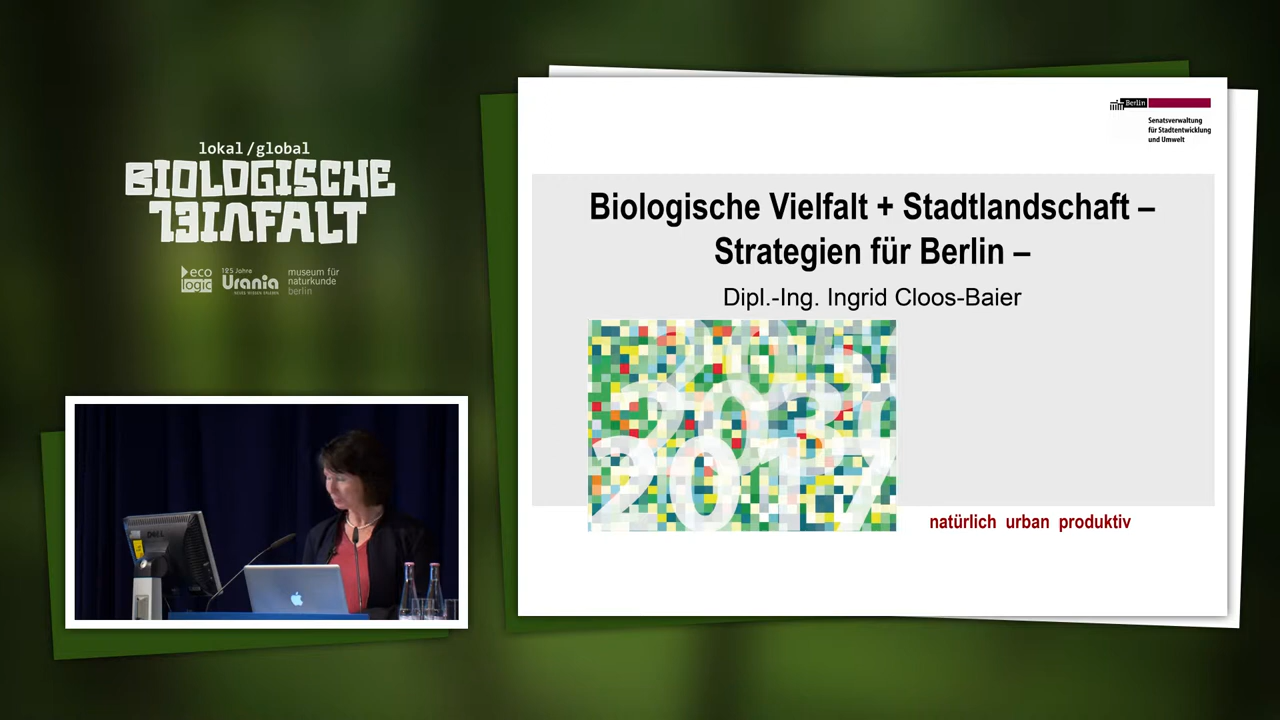 lokal/global
BIOLOGISCHE
VIELFALT
eco
logic
125 Jahre
Urania
museum für
naturkunde
berlin
Berlin
Senatsverwaltung
für Stadtentwicklung
und Umwelt
Biologische Vielfalt + Stadtlandschaft –
Strategien für Berlin –
Dipl.-Ing. Ingrid Cloos-Baier
2017
natürlich urban produktiv
DELL